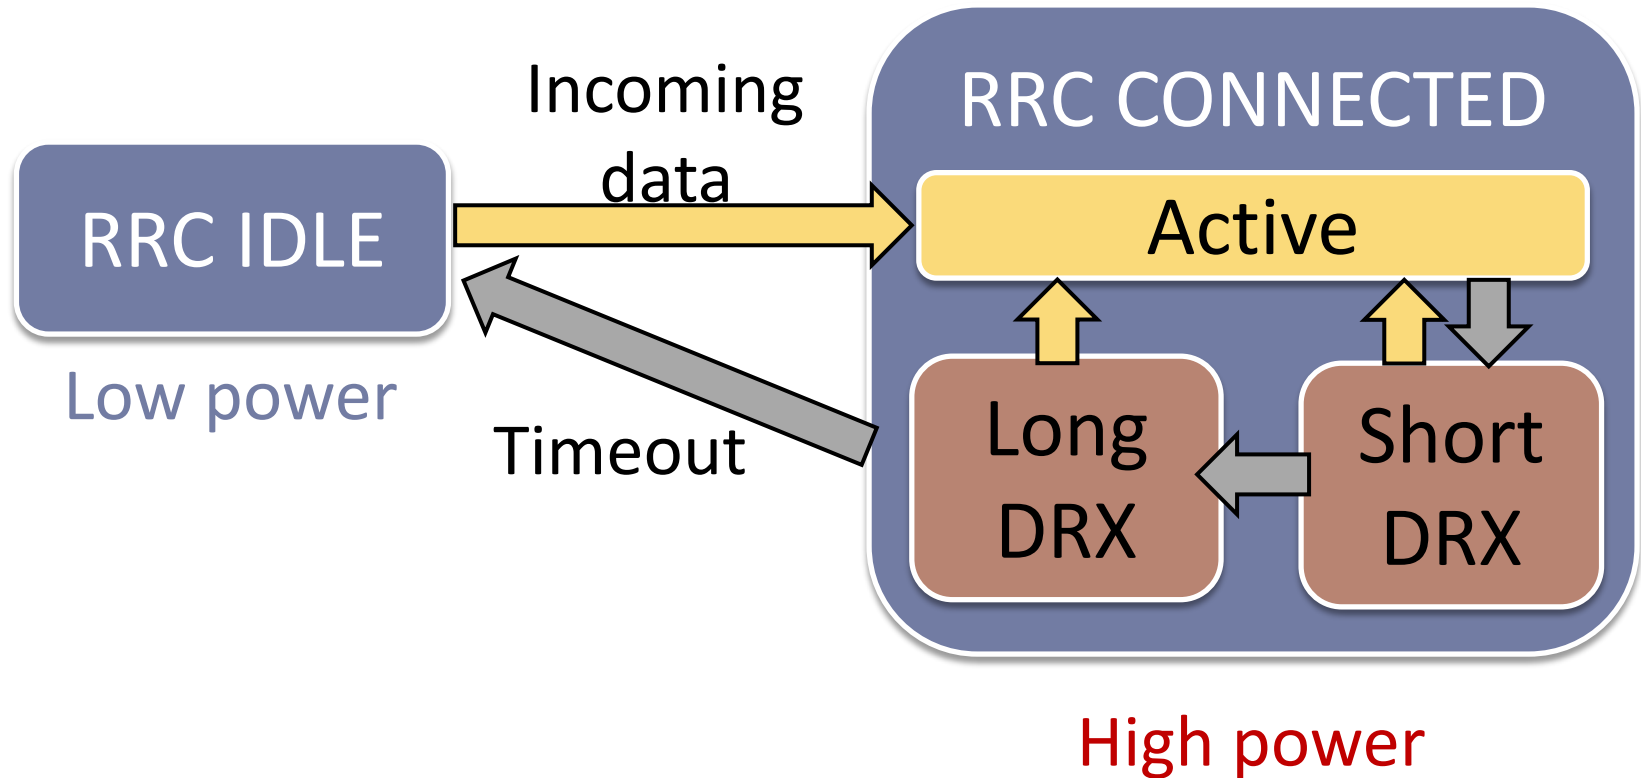 Incoming
data
RRC CONNECTED
RRC IDLE
Active
Low power
Timeout
Long
DRX
Short
DRX
High power